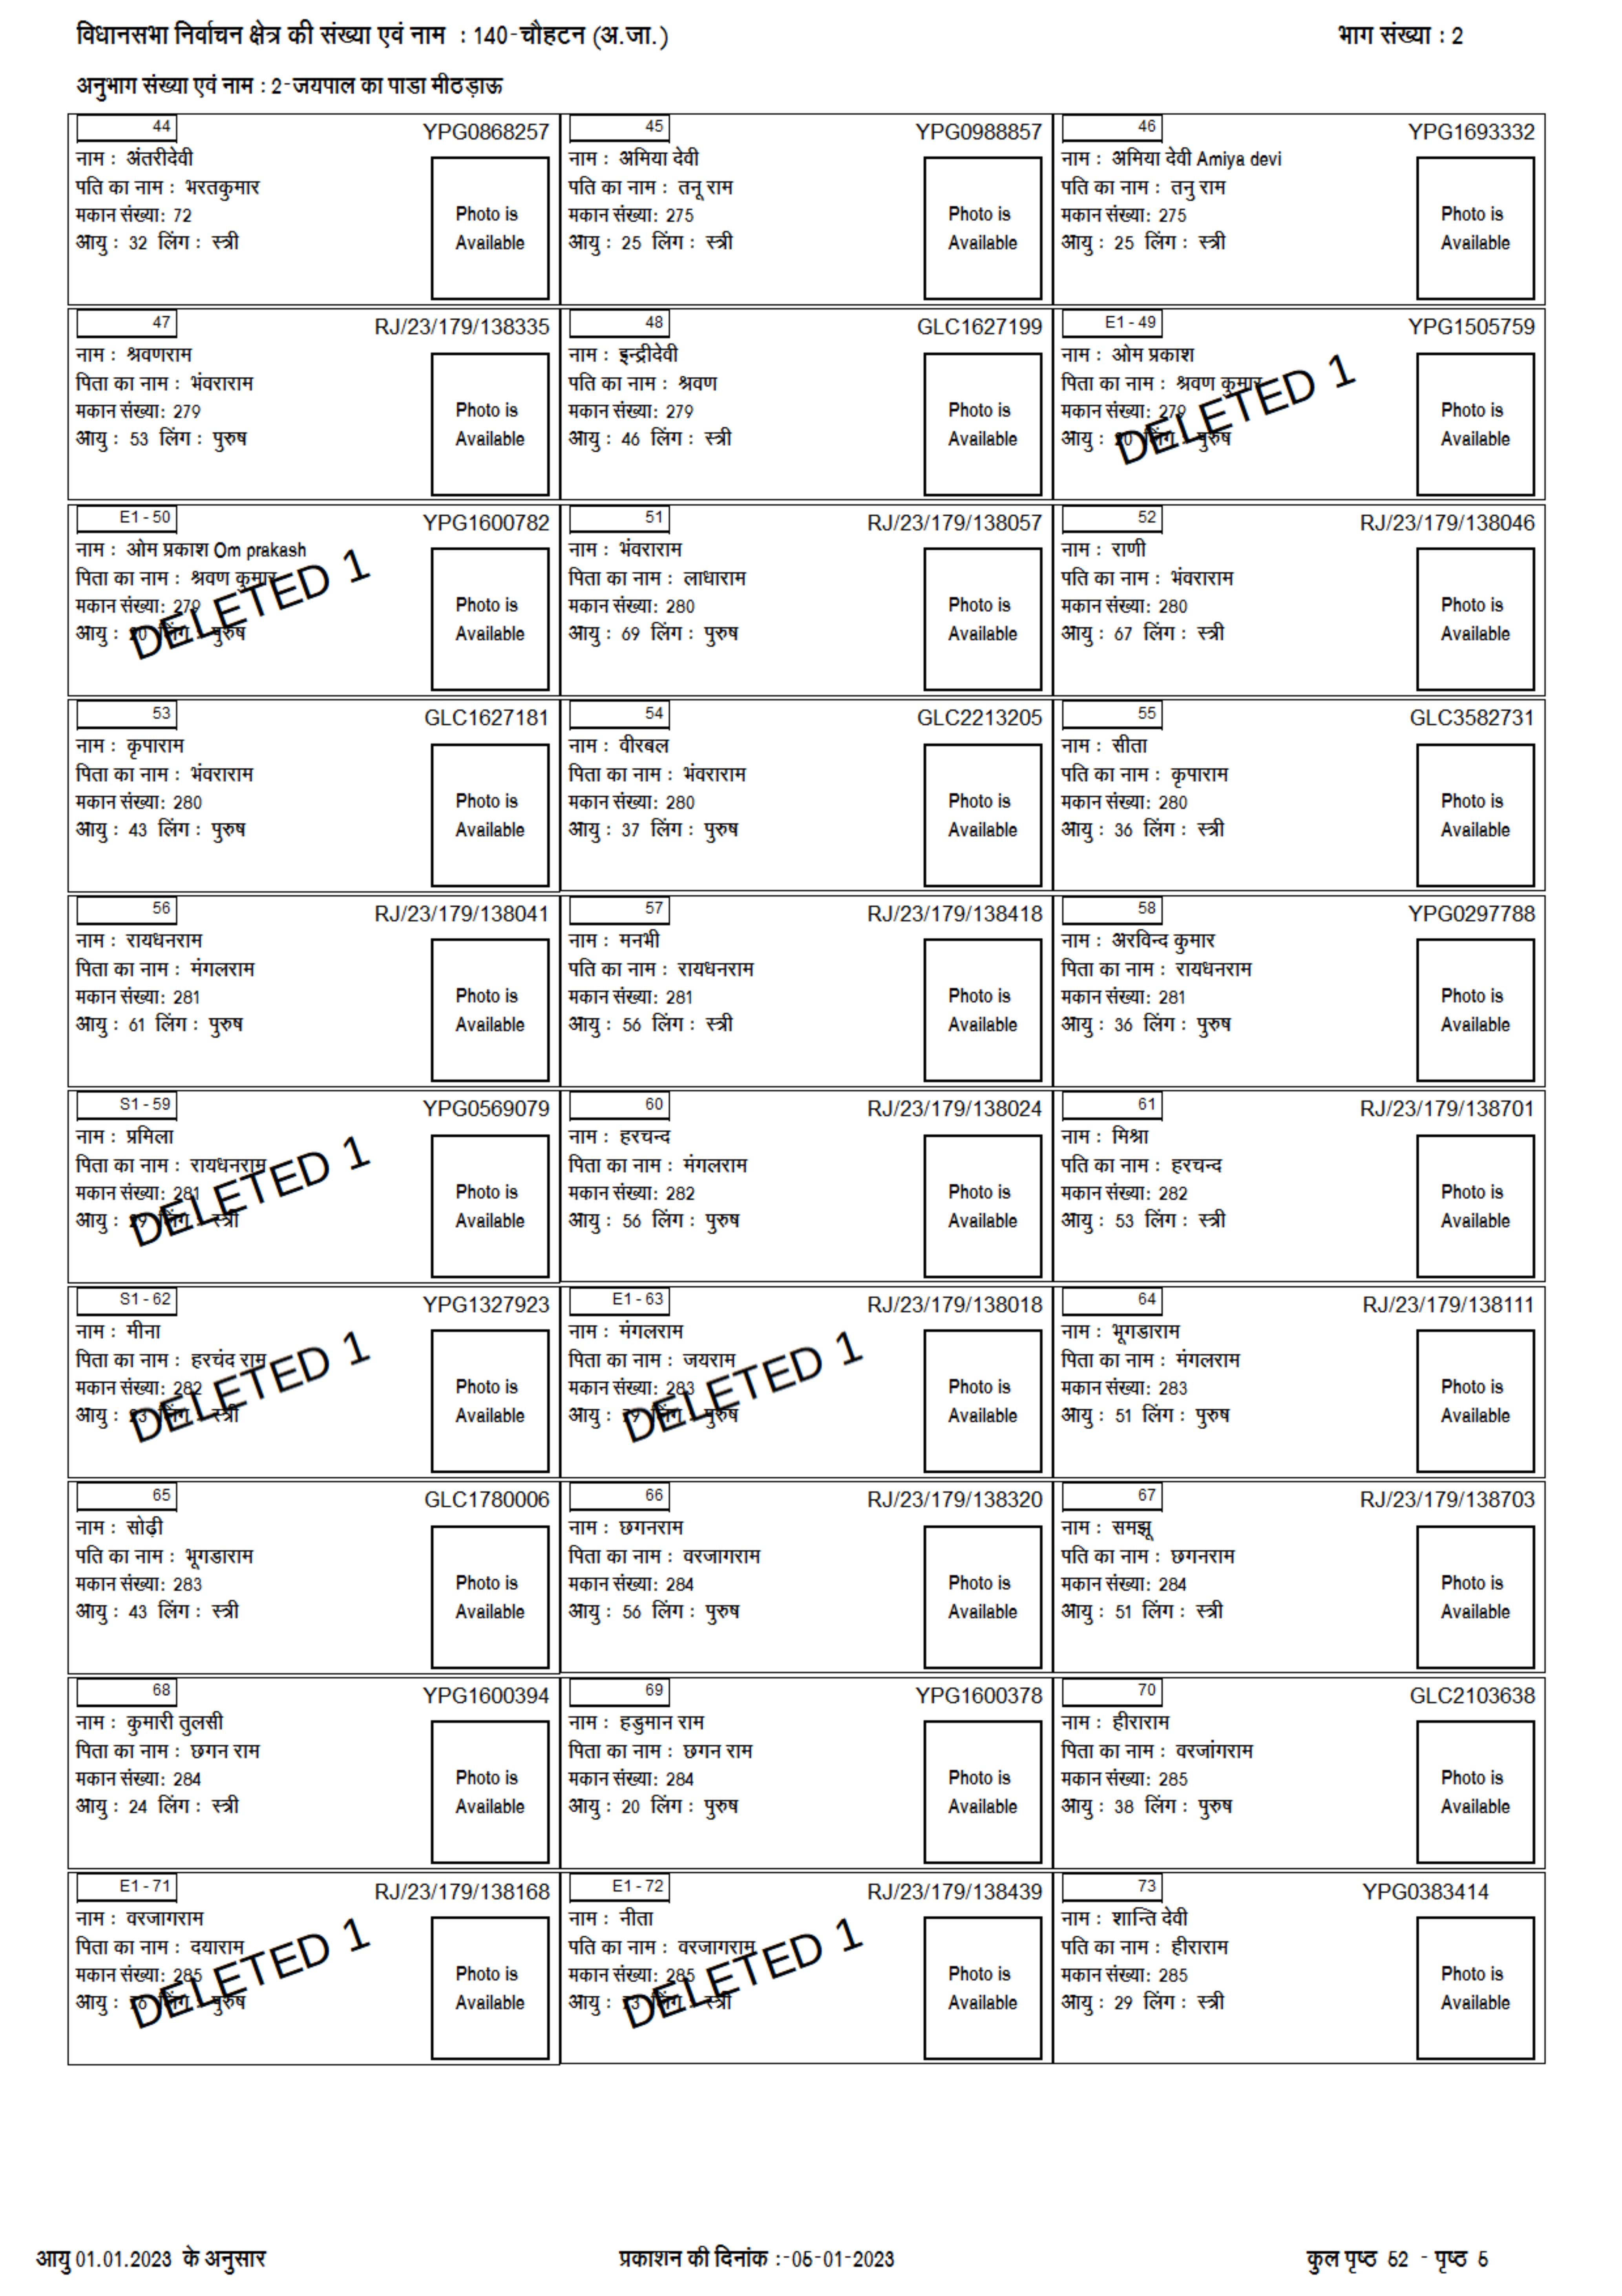 विधानसभा निर्वाचन क्षेत्र की संख्या एवं नाम : 140-चौहटन (अ.जा.) भाग संख्या : 2
अनुभाग संख्या एवं नाम : 2-जयपाल का पाडा मीठड़ाऊ
44 YPG0868257
नाम : अंतरीदेवी
पति का नाम : भरतकुमार
मकान संख्या: 72
आयु : 32 लिंग : स्त्री
Photo is
Available
45 YPG0988857
नाम : अमिया देवी
पति का नाम : तनू राम
मकान संख्या: 275
आयु : 25 लिंग : स्त्री
Photo is
Available
46 YPG1693332
नाम : अमिया देवी Amiya devi
पति का नाम : तनु राम
मकान संख्या: 275
आयु : 25 लिंग : स्त्री
Photo is
Available
47 RJ/23/179/138335
नाम : श्रवणराम
पिता का नाम : भंवराराम
मकान संख्या: 279
आयु : 53 लिंग : पुरुष
Photo is
Available
48 GLC1627199
नाम : इन्द्रीदेवी
पति का नाम : श्रवण
मकान संख्या: 279
आयु : 46 लिंग : स्त्री
Photo is
Available
E1 - 49 YPG1505759
नाम : ओम प्रकाश
पिता का नाम : श्रवण कुमार
मकान संख्या: 279
आयु : 20 लिंग : पुरुष
DELETED 1
Photo is
Available
E1 - 50 YPG1600782
नाम : ओम प्रकाश Om prakash
पिता का नाम : श्रवण कुमार
मकान संख्या: 279
आयु : 20 लिंग : पुरुष
DELETED 1
Photo is
Available
51 RJ/23/179/138057
नाम : भंवराराम
पिता का नाम : लाधाराम
मकान संख्या: 280
आयु : 69 लिंग : पुरुष
Photo is
Available
52 RJ/23/179/138046
नाम : राणी
पति का नाम : भंवराराम
मकान संख्या: 280
आयु : 67 लिंग : स्त्री
Photo is
Available
53 GLC1627181
नाम : कृपाराम
पिता का नाम : भंवराराम
मकान संख्या: 280
आयु : 43 लिंग : पुरुष
Photo is
Available
54 GLC2213205
नाम : वीरबल
पिता का नाम : भंवराराम
मकान संख्या: 280
आयु : 37 लिंग : पुरुष
Photo is
Available
55 GLC3582731
नाम : सीता
पति का नाम : कृपाराम
मकान संख्या: 280
आयु : 36 लिंग : स्त्री
Photo is
Available
56 RJ/23/179/138041
नाम : रायधनराम
पिता का नाम : मंगलराम
मकान संख्या: 281
आयु : 61 लिंग : पुरुष
Photo is
Available
57 RJ/23/179/138418
नाम : मनभी
पति का नाम : रायधनराम
मकान संख्या: 281
आयु : 56 लिंग : स्त्री
Photo is
Available
58 YPG0297788
नाम : अरविन्द कुमार
पिता का नाम : रायधनराम
मकान संख्या: 281
आयु : 36 लिंग : पुरुष
Photo is
Available
S1 - 59 YPG0569079
नाम : प्रमिला
पिता का नाम : रायधनराम
मकान संख्या: 281
आयु : 29 लिंग : स्त्री
DELETED 1
Photo is
Available
60 RJ/23/179/138024
नाम : हरचन्द
पिता का नाम : मंगलराम
मकान संख्या: 282
आयु : 56 लिंग : पुरुष
Photo is
Available
61 RJ/23/179/138701
नाम : मिश्रा
पति का नाम : हरचन्द
मकान संख्या: 282
आयु : 53 लिंग : स्त्री
Photo is
Available
S1 - 62 YPG1327923
नाम : मीना
पिता का नाम : हरचंद राम
मकान संख्या: 282
आयु : 23 लिंग : स्त्री
DELETED 1
Photo is
Available
E1 - 63 RJ/23/179/138018
नाम : मंगलराम
पिता का नाम : जयराम
मकान संख्या: 283
आयु : लिंग : पुरुष
DELETED 1
Photo is
Available
64 RJ/23/179/138111
नाम : भूगडाराम
पिता का नाम : मंगलराम
मकान संख्या: 283
आयु : 51 लिंग : पुरुष
Photo is
Available
65 GLC1780006
नाम : सोढ़ी
पति का नाम : भूगडाराम
मकान संख्या: 283
आयु : 43 लिंग : स्त्री
Photo is
Available
66 RJ/23/179/138320
नाम : छगनराम
पिता का नाम : वरजागराम
मकान संख्या: 284
आयु : 56 लिंग : पुरुष
Photo is
Available
67 RJ/23/179/138703
नाम : समझू
पति का नाम : छगनराम
मकान संख्या: 284
आयु : 51 लिंग : स्त्री
Photo is
Available
68 YPG1600394
नाम : कुमारी तुलसी
पिता का नाम : छगन राम
मकान संख्या: 284
आयु : 24 लिंग : स्त्री
Photo is
Available
69 YPG1600378
नाम : हडुमान राम
पिता का नाम : छगन राम
मकान संख्या: 284
आयु : 20 लिंग : पुरुष
Photo is
Available
70 GLC2103638
नाम : हीराराम
पिता का नाम : वरजांगराम
मकान संख्या: 285
आयु : 38 लिंग : पुरुष
Photo is
Available
E1 - 71 RJ/23/179/138168
नाम : वरजागराम
पिता का नाम : दयाराम
मकान संख्या: 285
आयु : लिंग : पुरुष
DELETED 1
Photo is
Available
E1 - 72 RJ/23/179/138439
नाम : नीता
पति का नाम : वरजागराम
मकान संख्या: 285
आयु : लिंग : स्त्री
DELETED 1
Photo is
Available
73 YPG0383414
नाम : शान्ति देवी
पति का नाम : हीराराम
मकान संख्या: 285
आयु : 29 लिंग : स्त्री
Photo is
Available
आयु 01.01.2023 के अनुसार प्रकाशन की दिनांक :-05-01-2023 कुल पृष्ठ 52 - पृष्ठ 5